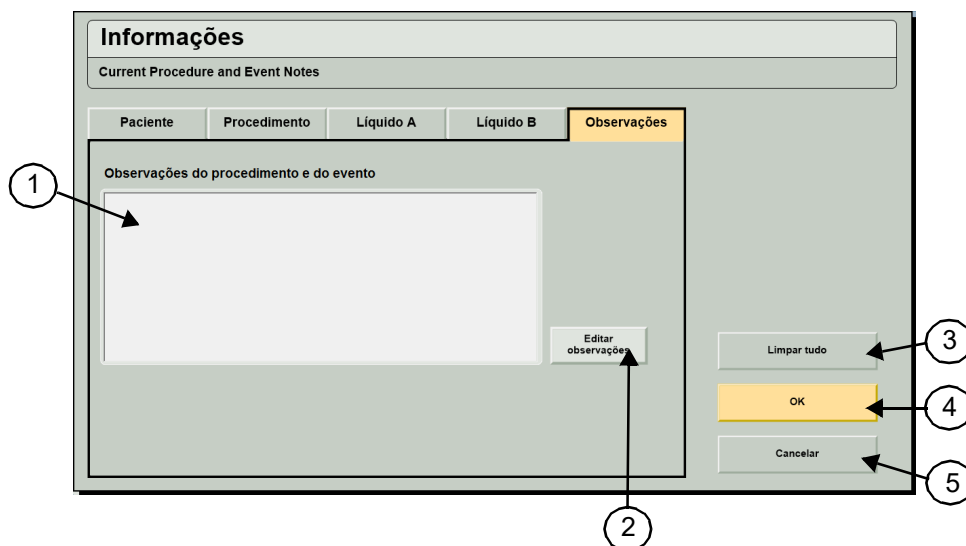 Informações
Current Procedure and Event Notes
Paciente Procedimento Líquido A Líquido B Observações
Observações do procedimento e do evento
1
Editar
observações
Limpar tudo
3
OK
4
Cancelar
5
2